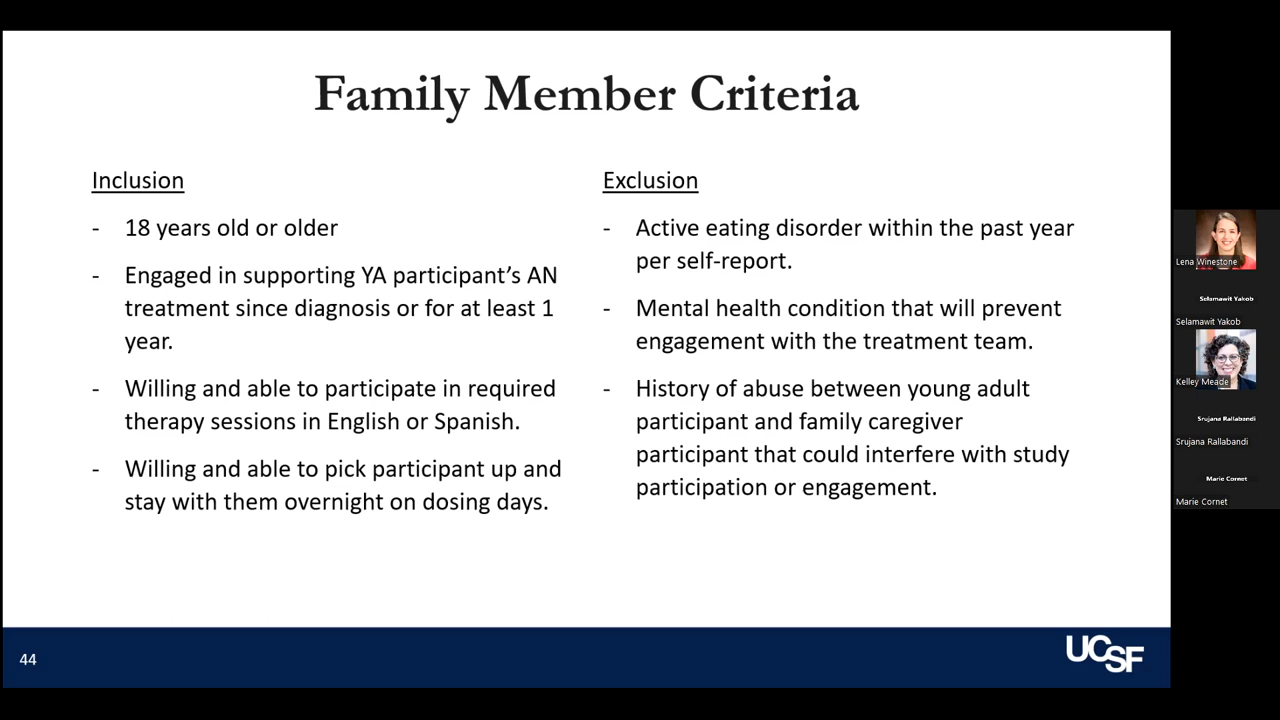 Family Member Criteria
Inclusion
- 18 years old or older
- Engaged in supporting YA participant's AN
treatment since diagnosis or for at least 1
year.
- Willing and able to participate in required
therapy sessions in English or Spanish.
- Willing and able to pick participant up and
stay with them overnight on dosing days.
Exclusion
- Active eating disorder within the past year
per self-report.
- Mental health condition that will prevent
engagement with the treatment team.
- History of abuse between young adult
participant and family caregiver
participant that could interfere with study
participation or engagement.
44
UCSF
Lena Winestone
Selamawit Yakob
Selamawit Yakob
Kelley Meade
Srujana Rallabandi
Srujana Rallabandi
Marie Cornet
Marie Cornet